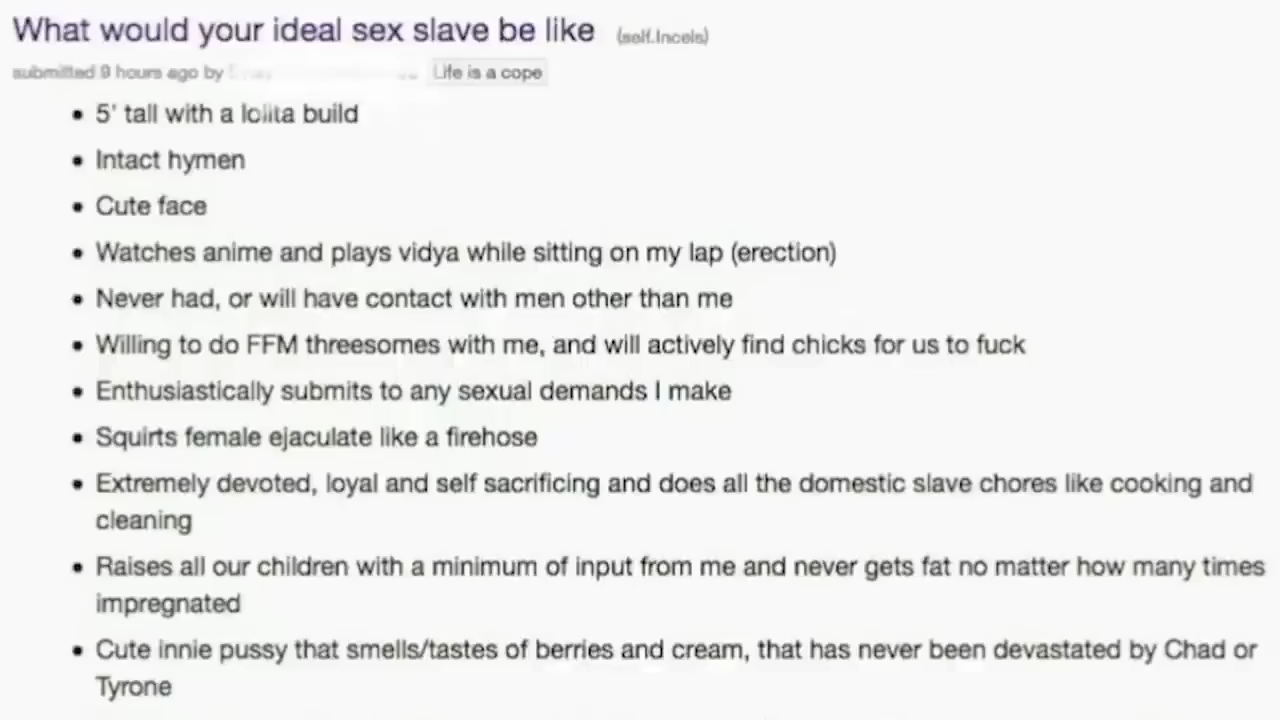 What would your ideal sex slave be like (self.Incels)
submitted 9 hours ago by Life is a cope
• 5' tall with a lolita build
• Intact hymen
• Cute face
• Watches anime and plays vidya while sitting on my lap (erection)
• Never had, or will have contact with men other than me
• Willing to do FFM threesomes with me, and will actively find chicks for us to fuck
• Enthusiastically submits to any sexual demands I make
• Squirts female ejaculate like a firehose
• Extremely devoted, loyal and self sacrificing and does all the domestic slave chores like cooking and
cleaning
• Raises all our children with a minimum of input from me and never gets fat no matter how many times
impregnated
• Cute innie pussy that smells/tastes of berries and cream, that has never been devastated by Chad or
Tyrone